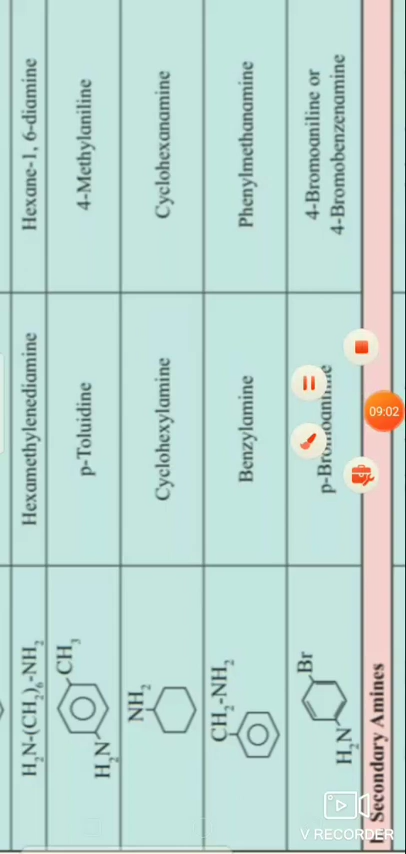 H₂N-(CH₂)₆-NH₂ Hexamethylenediamine Hexane-1, 6-diamine
H₂N CH₃ p-Toluidine 4-Methylaniline
NH₂ Cyclohexylamine Cyclohexanamine
CH₂-NH₂ Benzylamine Phenylmethanamine
H₂N Br p-Bromoaniline 4-Bromoaniline or
4-Bromobenzenamine
Secondary Amines
09:02
V RECORDER